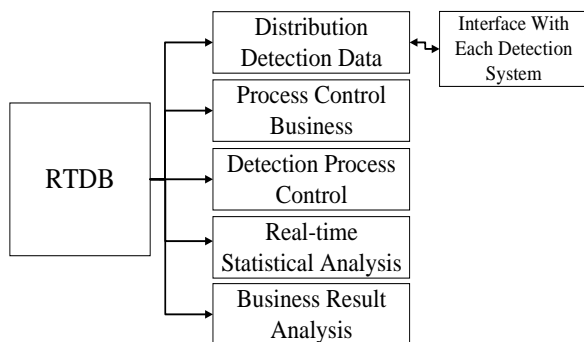 RTDB
Distribution
Detection Data
Interface With
Each Detection
System
Process Control
Business
Detection Process
Control
Real-time
Statistical Analysis
Business Result
Analysis